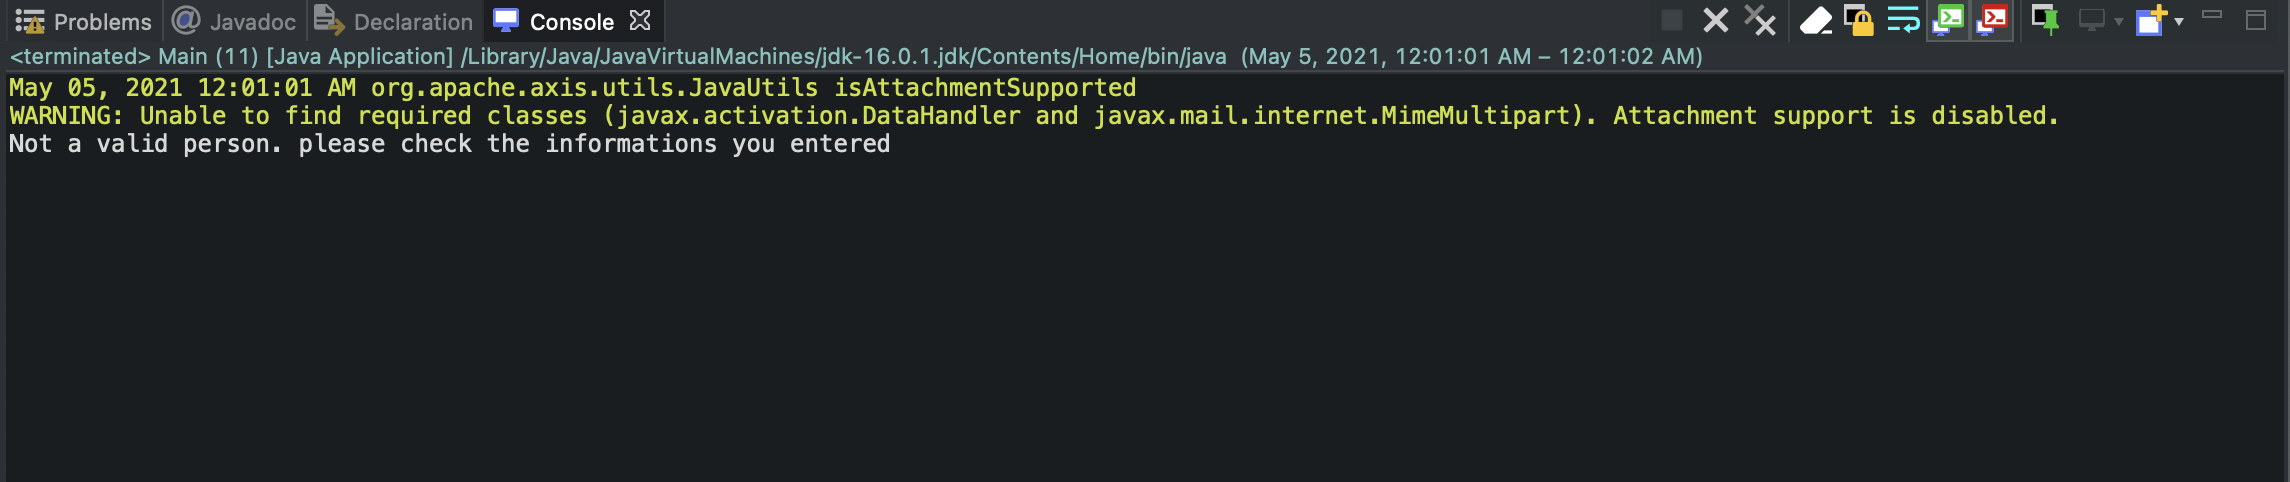 Problems @ Javadoc Declaration Console
<terminated> Main (11) [Java Application] /Library/Java/JavaVirtualMachines/jdk-16.0.1.jdk/Contents/Home/bin/java (May 5, 2021, 12:01:01 AM – 12:01:02 AM)
May 05, 2021 12:01:01 AM org.apache.axis.utils.JavaUtils isAttachmentSupported
WARNING: Unable to find required classes (javax.activation.DataHandler and javax.mail.internet.MimeMultipart). Attachment support is disabled.
Not a valid person. please check the informations you entered